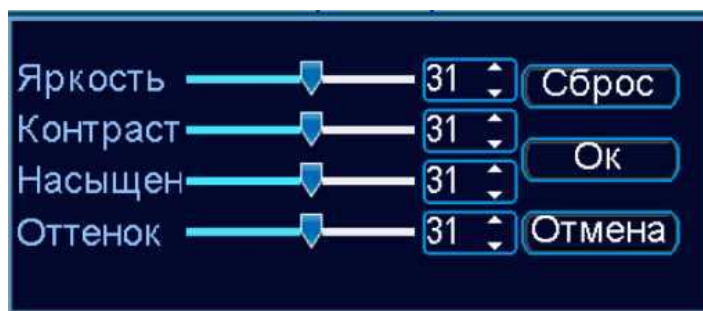 Яркость 31 Сброс
Контраст 31
Ок
Насыщен 31
Оттенок 31 Отмена